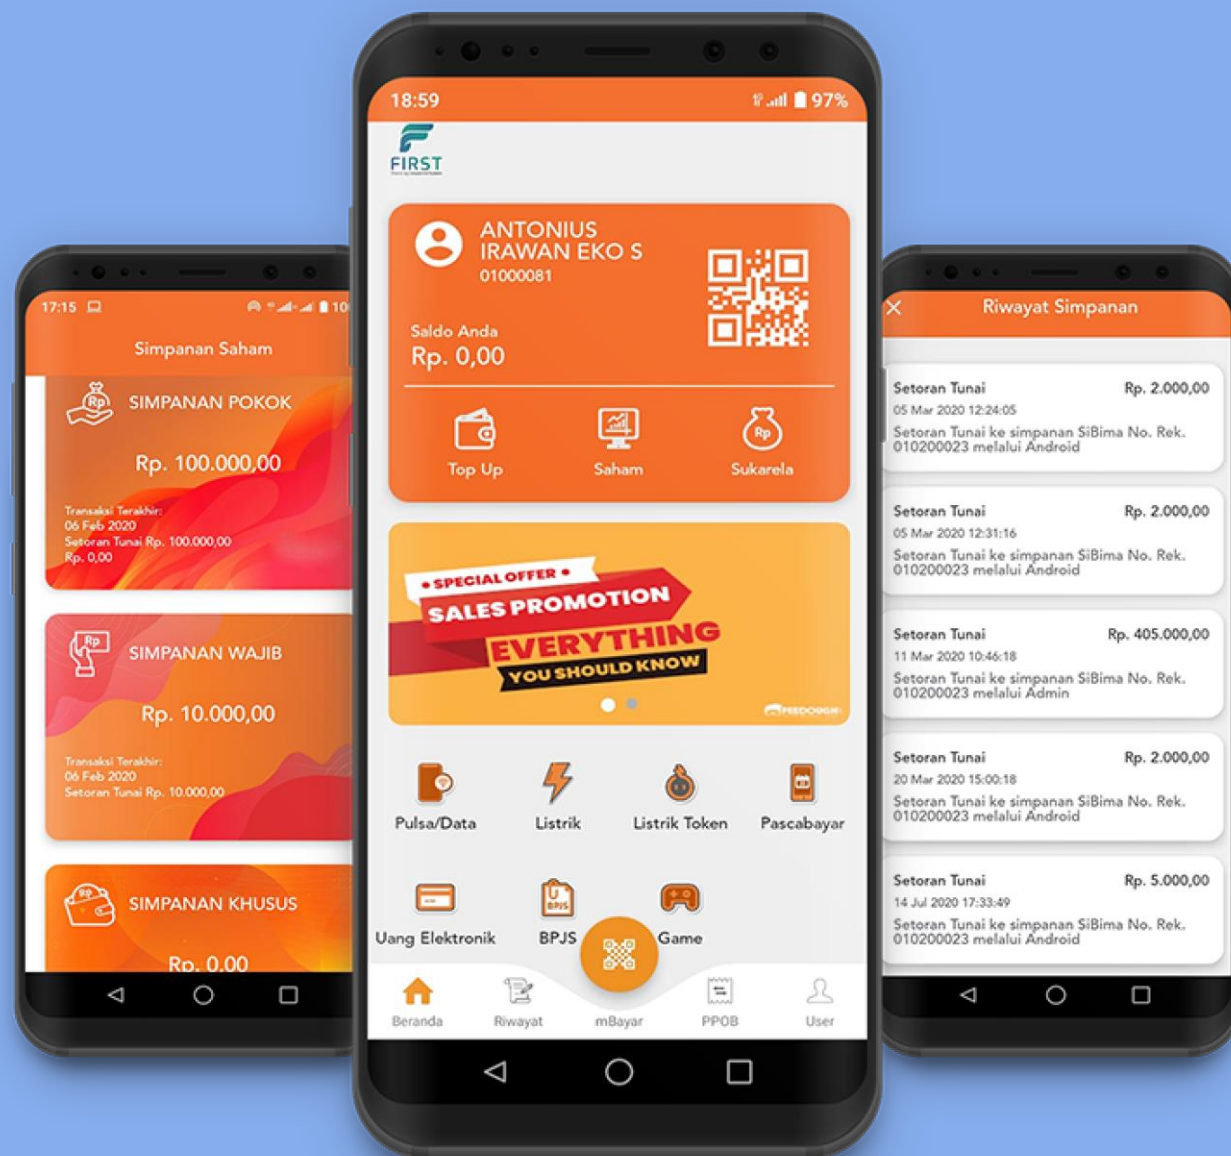 17:15
100
Simpanan Saham
SIMPANAN POKOK
Rp. 100.000,00
Transaksi Terakhir:
06 Feb 2020
Setoran Tunai Rp. 100.000,00
Rp. 0,00
Rp
SIMPANAN WAJIB
Rp. 10.000,00
Transaksi Terakhir:
06 Feb 2020
Setoran Tunai Rp. 10.000,00
SIMPANAN KHUSUS
Rp. 0,00
18:59
97%
FIRST
ANTONIUS
IRAWAN EKO S
01000081
Saldo Anda
Rp. 0,00
Rp
Top Up
Saham
Sukarela
• SPECIAL OFFER •
SALES PROMOTION
EVERYTHING
YOU SHOULD KNOW
FEEDOUGH
Pulsa/Data
Listrik
Listrik Token
Pascabayar
BPJS
Uang Elektronik
BPJS
Game
Beranda
Riwayat
mBayar
PPOB
User
Riwayat Simpanan
Setoran Tunai Rp. 2.000,00
05 Mar 2020 12:24:05
Setoran Tunai ke simpanan SiBima No. Rek.
010200023 melalui Android
Setoran Tunai Rp. 2.000,00
05 Mar 2020 12:31:16
Setoran Tunai ke simpanan SiBima No. Rek.
010200023 melalui Android
Setoran Tunai Rp. 405.000,00
11 Mar 2020 10:46:18
Setoran Tunai ke simpanan SiBima No. Rek.
010200023 melalui Admin
Setoran Tunai Rp. 2.000,00
20 Mar 2020 15:00:18
Setoran Tunai ke simpanan SiBima No. Rek.
010200023 melalui Android
Setoran Tunai Rp. 5.000,00
14 Jul 2020 17:33:49
Setoran Tunai ke simpanan SiBima No. Rek.
010200023 melalui Android